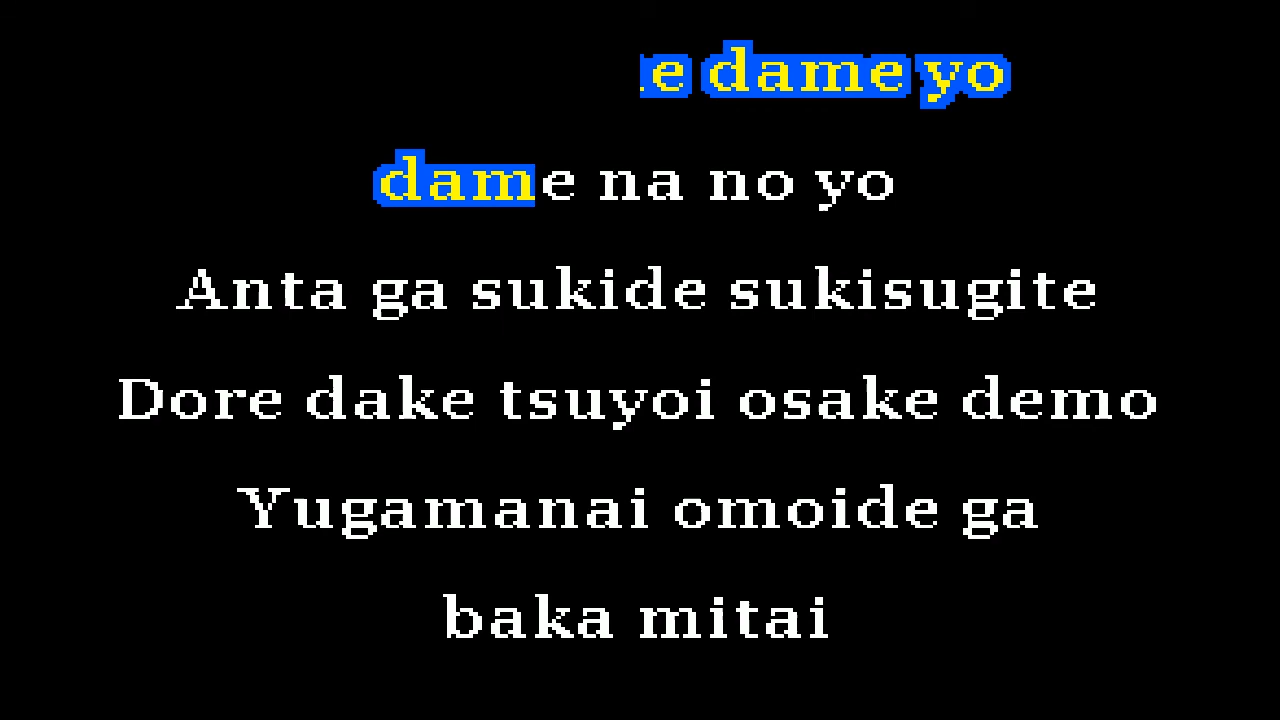 e dame yo
dame na no yo
Anta ga sukide sukisugite
Dore dake tsuyoi osake demo
Yugamanai omoide ga
baka mitai